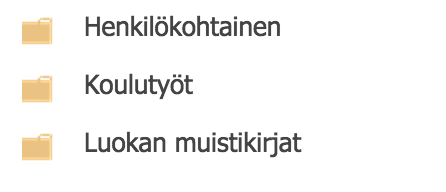 Henkilökohtainen
Koulutyöt
Luokan muistikirjat